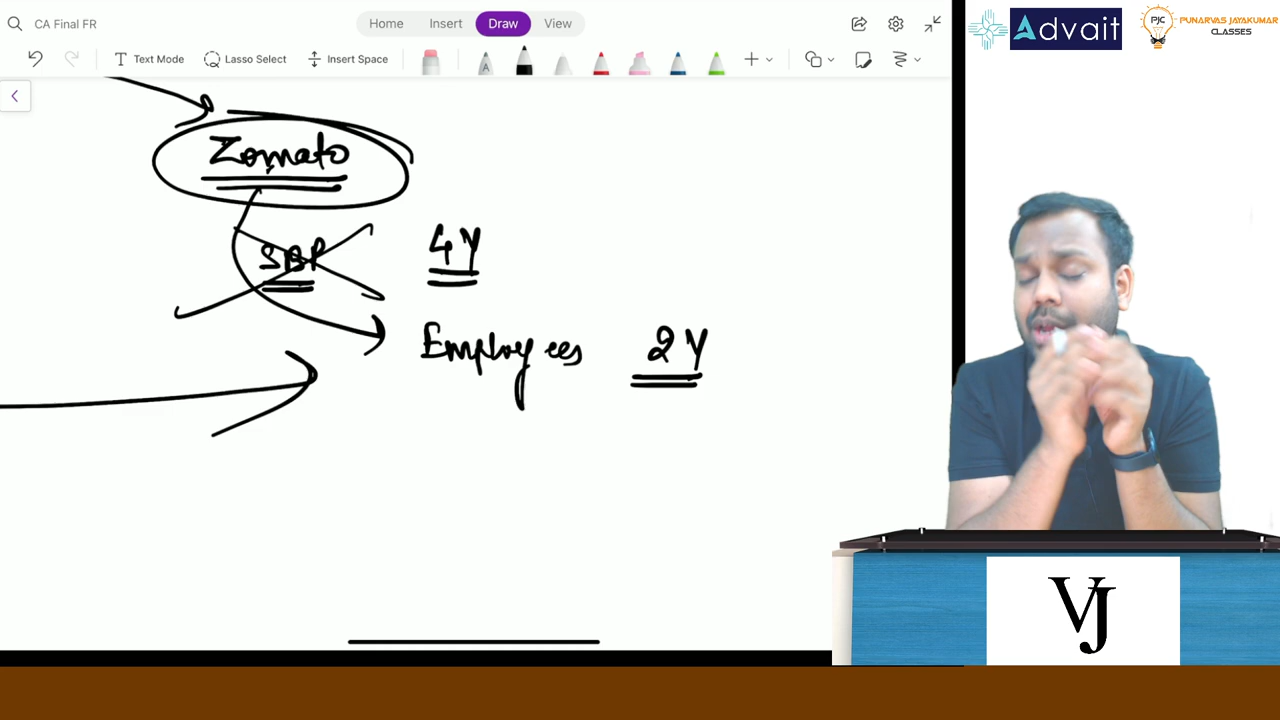 CA Final FR
Home Insert Draw View
Text Mode Lasso Select Insert Space
A
Advait
PJC
PUNARVAS JAYAKUMAR
CLASSES
Zomato
SBP 4Y
Employees 2Y
VJ